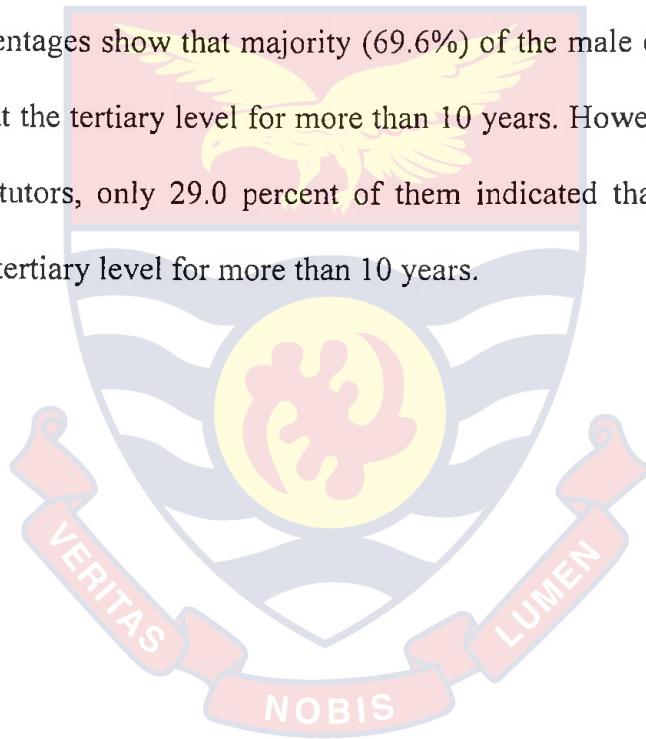 entages show that majority (69.6%) of the male
t the tertiary level for more than 10 years. Howe
tutors, only 29.0 percent of them indicated tha
tertiary level for more than 10 years.
VERITAS
NOBIS
LUMEN